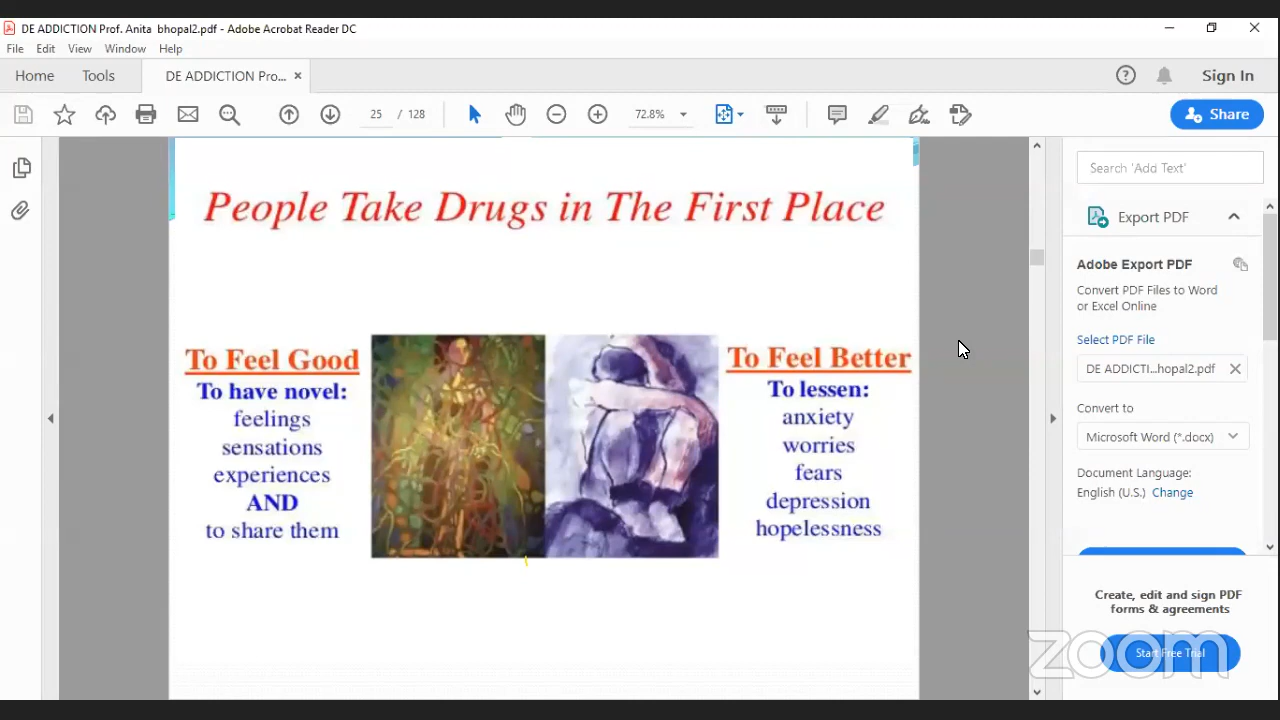 DE ADDICTION Prof. Anita  bhopal2.pdf - Adobe Acrobat Reader DC
File Edit View Window Help
Home Tools DE ADDICTION Pro... × Sign In
25 / 128 72.8% Share
People Take Drugs in The First Place
To Feel Good
To have novel:
feelings
sensations
experiences
AND
to share them
To Feel Better
To lessen:
anxiety
worries
fears
depression
hopelessness
Search 'Add Text'
Export PDF
Adobe Export PDF
Convert PDF Files to Word
or Excel Online
Select PDF File
DE ADDICTI...hopal2.pdf
Convert to
Microsoft Word (*.docx)
Document Language:
English (U.S.) Change
Create, edit and sign PDF
forms & agreements
Start Free Trial
zoom